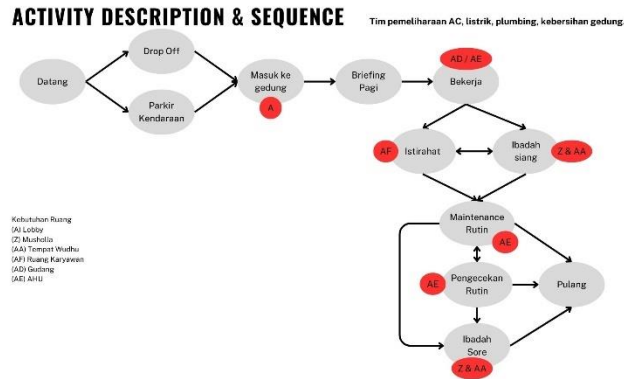 ACTIVITY DESCRIPTION & SEQUENCE
Tim pemeliharaan AC, listrik, plumbing, kebersihan gedung.
Datang
Drop Off
Parkir
Kendaraan
Masuk ke
gedung
A
Briefing
Pagi
AD / AE
Bekerja
AF
Istirahat
Ibadah
siang
Z & AA
Maintenance
Rutin
AE
AE
Pengecekan
Rutin
Pulang
Ibadah
Sore
Z & AA
Kebutuhan Ruang
(A) Lobby
(Z) Musholla
(AA) Tempat Wudhu
(AF) Ruang Karyawan
(AD) Gudang
(AE) AHU